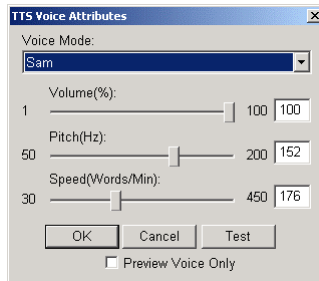 TTS Voice Attributes
Voice Mode:
Sam
Volume(%):
1 100 100
Pitch(Hz):
50 200 152
Speed(Words/Min):
30 450 176
OK Cancel Test
Preview Voice Only